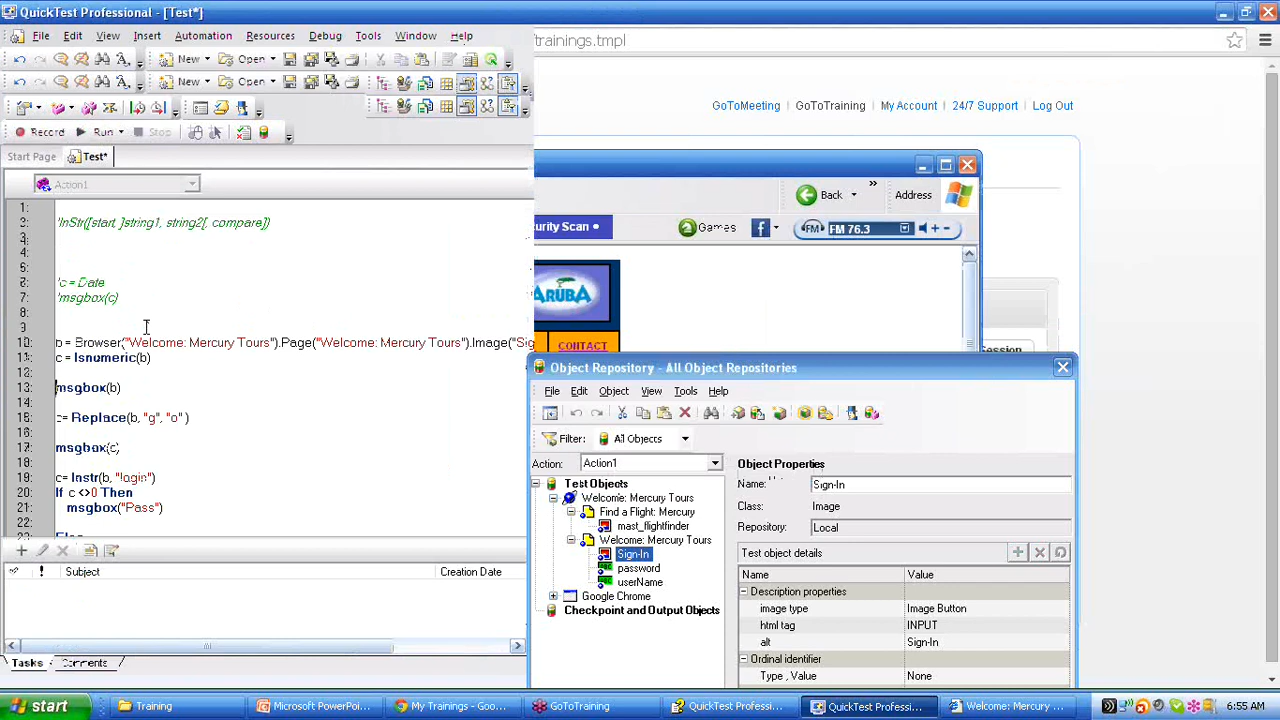 QuickTest Professional - [Test*]
File Edit View Insert Automation Resources Debug Tools Window Help
New Open
New Open
Record Run Stop
Start Page Test*
Action1
1:
2: 'InStr([start, ]string1, string2[, compare])
3:
4:
5:
6: 'c = Date
7: 'msgbox(c)
8:
9:
10: b = Browser("Welcome: Mercury Tours").Page("Welcome: Mercury Tours").Image("Sig
11: c = Isnumeric(b)
12:
13: msgbox(b)
14:
15: c= Replace(b, "g", "o" )
16:
17: msgbox(c)
18:
19: c= Instr(b, "login")
20: If c <>0 Then
21: msgbox("Pass")
22:
Else
Subject Creation Date
Tasks Comments
/trainings.tmpl
GoToMeeting GoToTraining My Account 24/7 Support Log Out
Back » Address
curity Scan Games FM 76.3
ARUBA
CONTACT
Session
Object Repository - All Object Repositories
File Edit Object View Tools Help
Filter: All Objects
Action: Action1
Test Objects
Welcome: Mercury Tours
Find a Flight: Mercury
mast_flightfinder
Welcome: Mercury Tours
Sign-In
password
userName
Google Chrome
Checkpoint and Output Objects
Object Properties
Name: Sign-In
Class: Image
Repository: Local
Test object details
Name Value
Description properties
image type Image Button
html tag INPUT
alt Sign-In
Ordinal identifier
Type , Value None
start Training Microsoft PowerPoi... My Trainings - Goo... GoToTraining QuickTest Professi... QuickTest Professi... Welcome: Mercury ... 6:55 AM